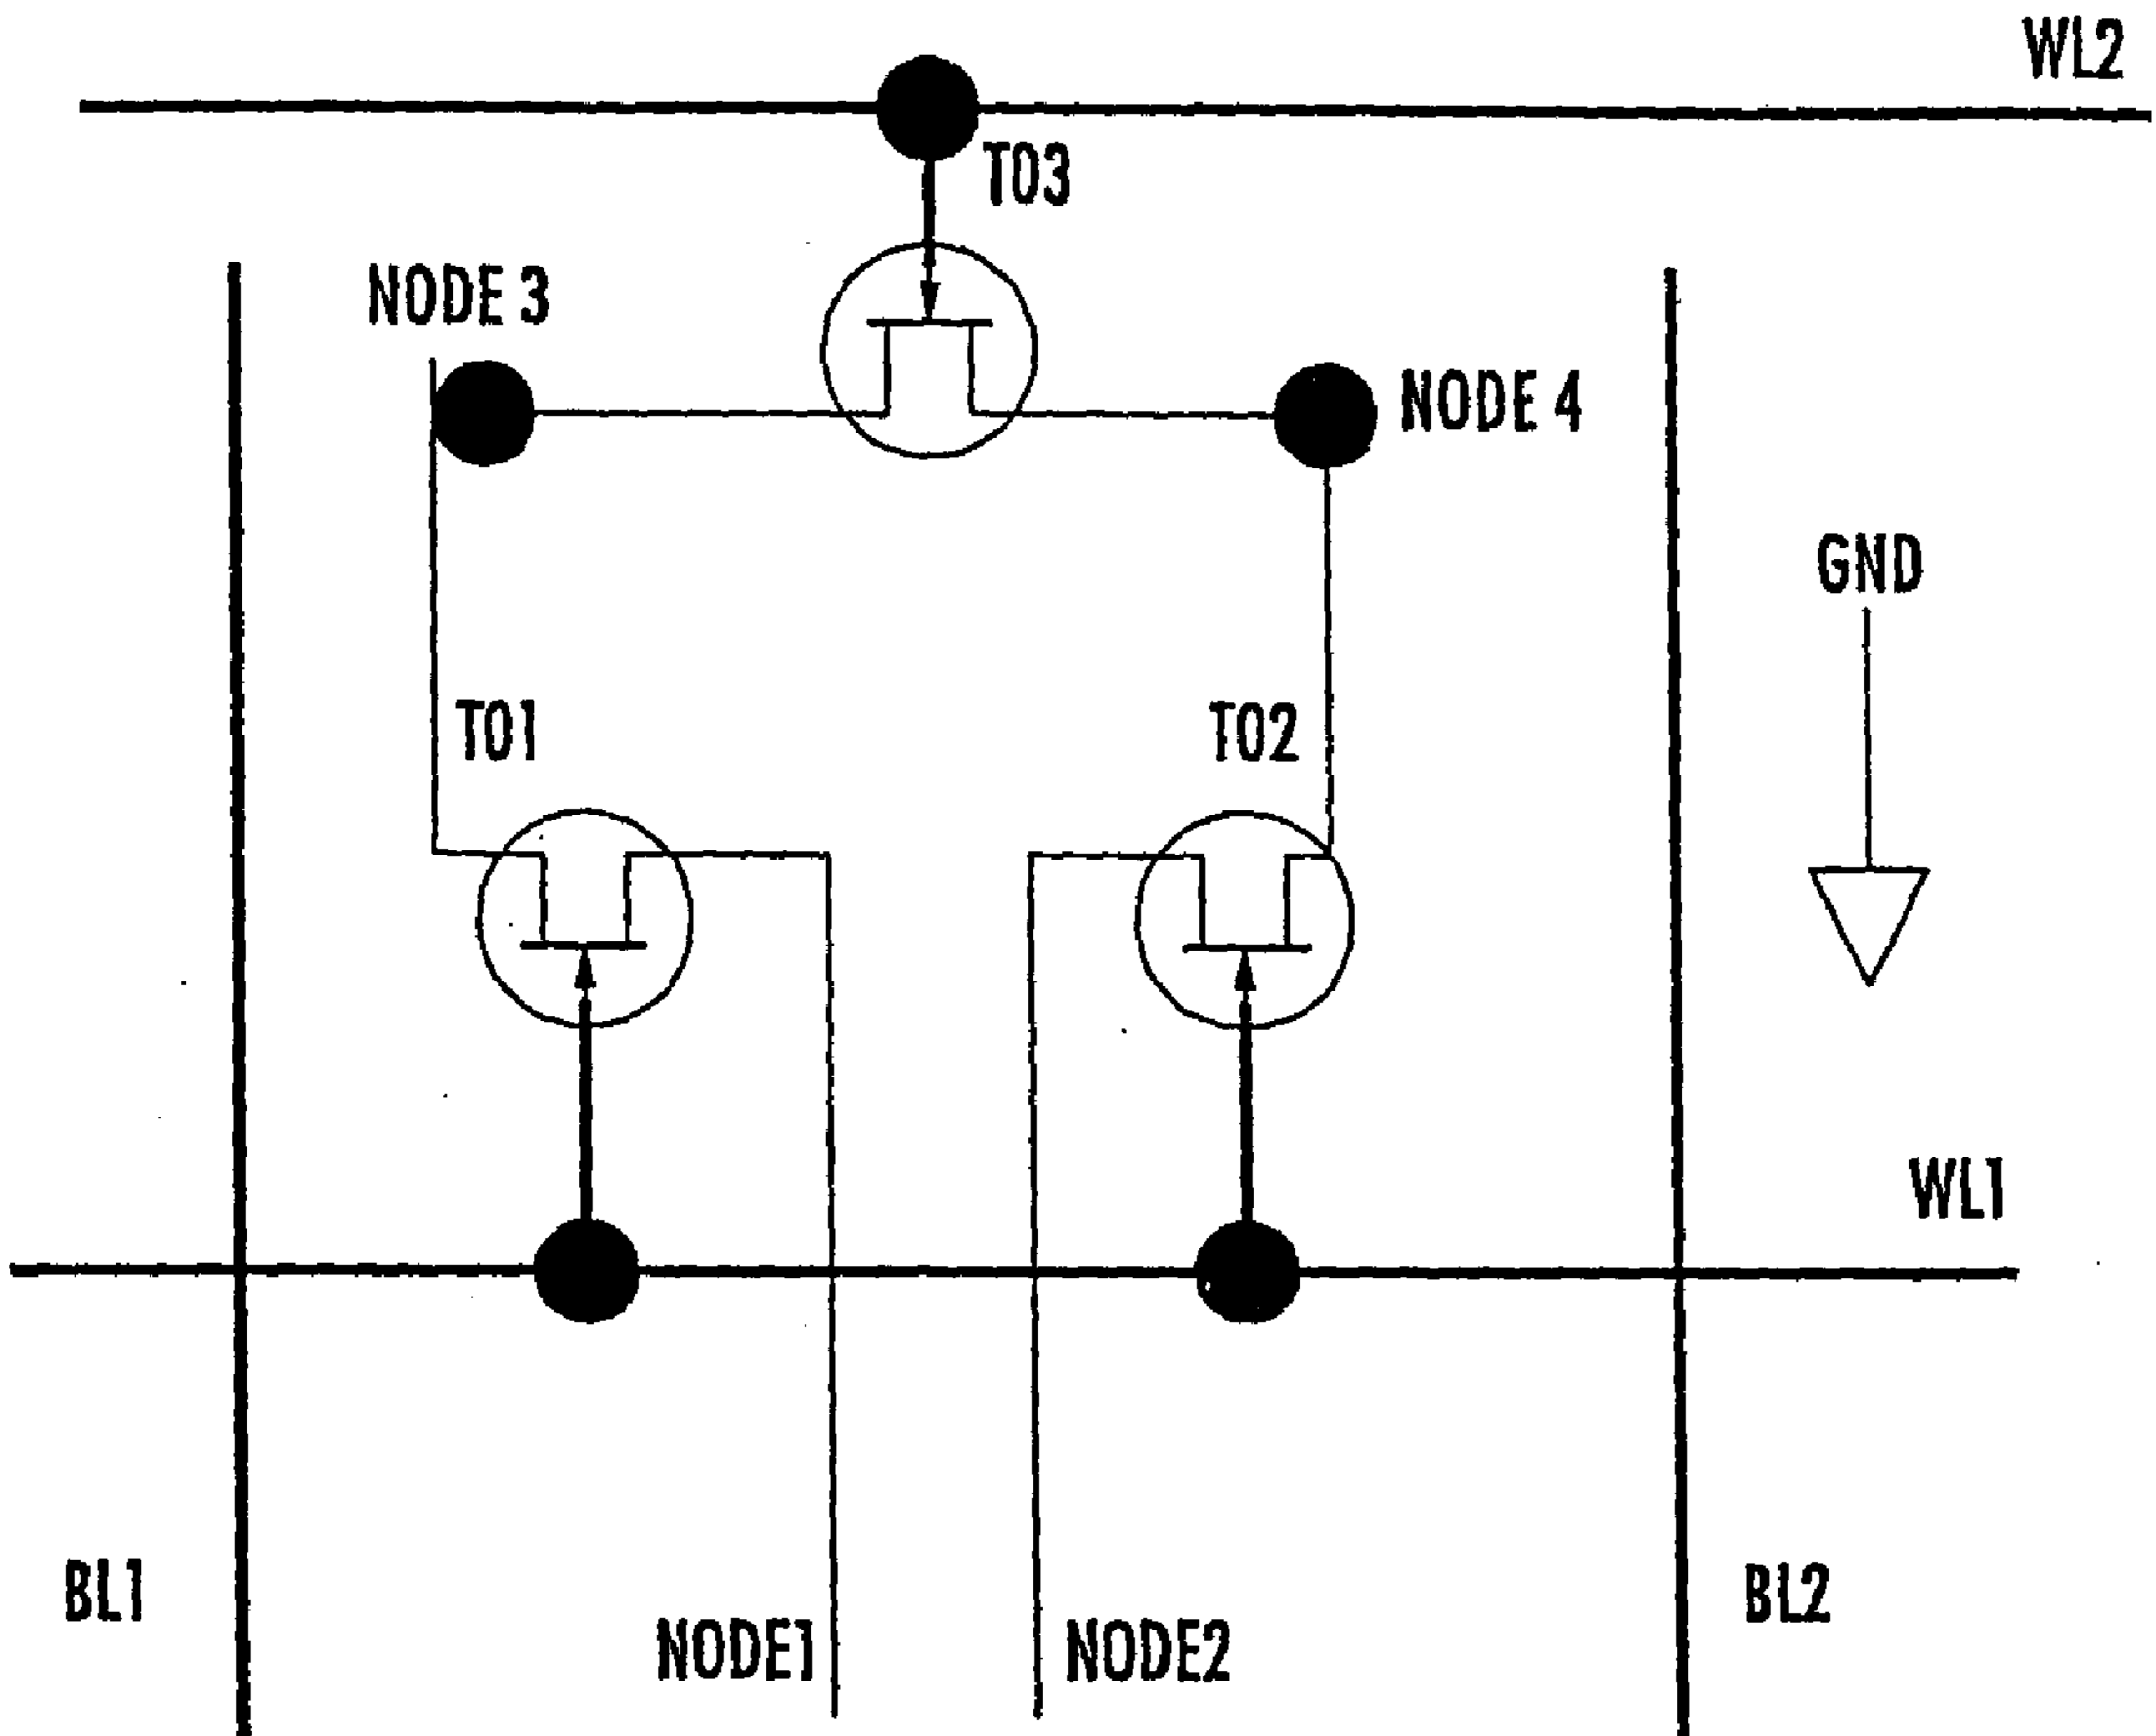 WL2
T03
NODE 3
NODE 4
GND
T01
T02
WL1
BL1
BL2
NODE1
NODE2